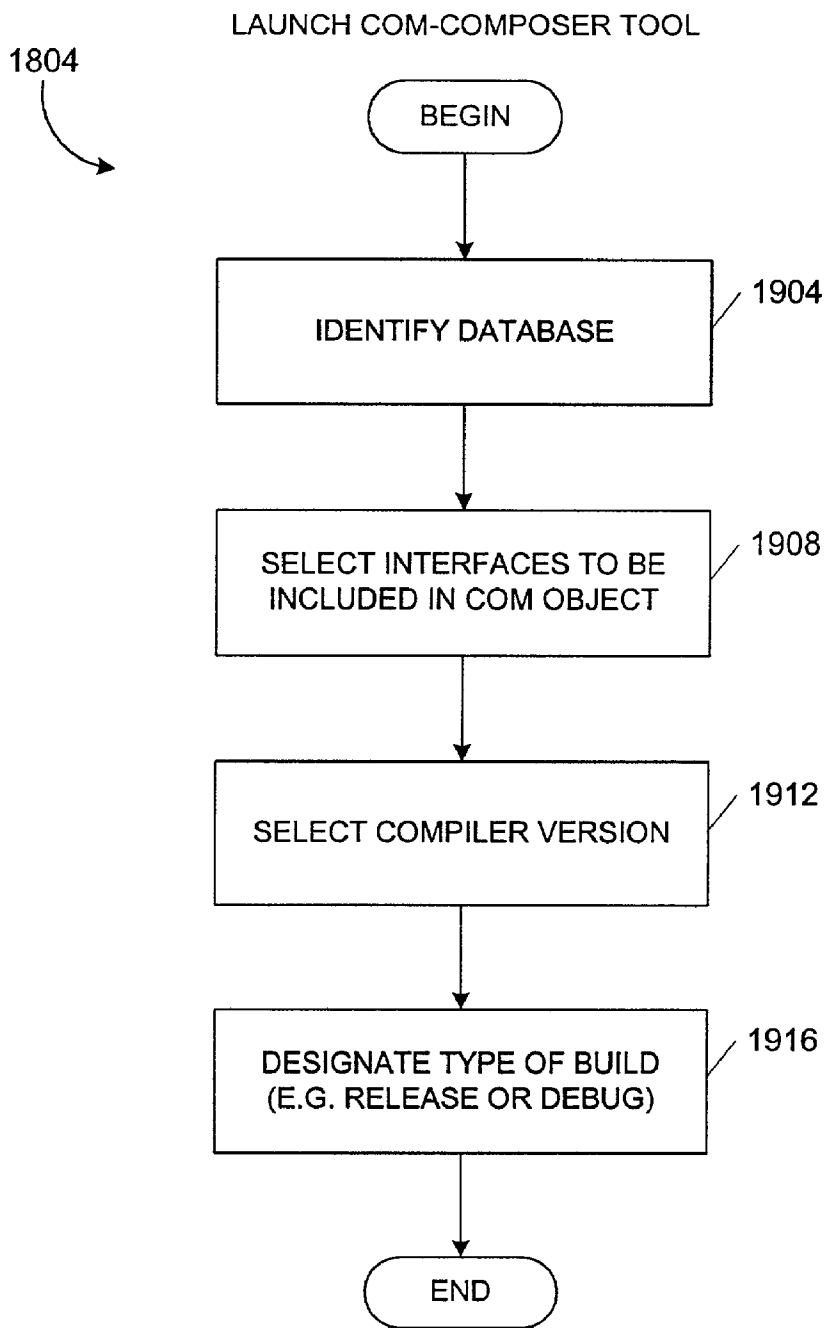 LAUNCH COM-COMPOSER TOOL
1804
BEGIN
1904
IDENTIFY DATABASE
1908
SELECT INTERFACES TO BE
INCLUDED IN COM OBJECT
1912
SELECT COMPILER VERSION
1916
DESIGNATE TYPE OF BUILD
(E.G. RELEASE OR DEBUG)
END